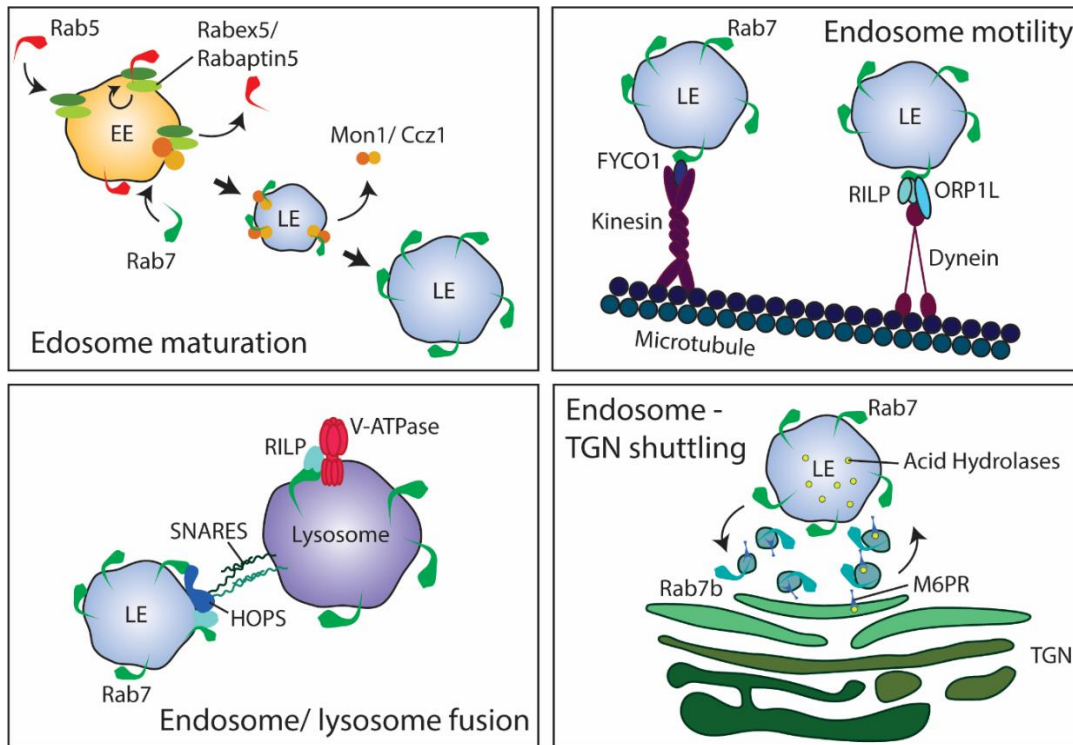 Rab5
Rabex5/
Rabaptin5
EE
Mon1/ Ccz1
LE
Rab7
LE
Edosome maturation
Rab7
Endosome motility
LE
LE
FYCO1
RILP
ORP1L
Kinesin
Dynein
Microtubule
V-ATPase
RILP
SNARES
Lysosome
LE
HOPS
Rab7
Endosome/ lysosome fusion
Endosome -
TGN shuttling
Rab7
LE
Acid Hydrolases
Rab7b
M6PR
TGN